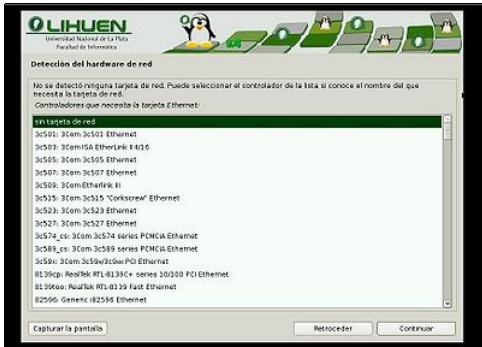 LIHUEN
Universidad Nacional de La Plata
Facultad de Informática
Detección del hardware de red
No se detectó ninguna tarjeta de red. Puede seleccionar el controlador de la lista si conoce el nombre del que
necesita la tarjeta de red.
Controladores que necesita la tarjeta Ethernet:
sin tarjeta de red
3c501: 3Com 3c501 Ethernet
3c503: 3Com ISA EtherLink II-II/16
3c505: 3Com 3c505 Ethernet
3c507: 3Com 3c507 Ethernet
3c509: 3Com Etherlink III
3c515: 3Com 3c515 "Corkscrew" Ethernet
3c523: 3Com 3c523 Ethernet
3c527: 3Com 3c527 Ethernet
3c574_cs: 3Com 3c574 series PCMCIA Ethernet
3c589_cs: 3Com 3c589 series PCMCIA Ethernet
3c59x: 3Com 3c59x/3c9xx PCI Ethernet
8139cp: RealTek RTL-8139C+ series 10/100 PCI Ethernet
8139too: RealTek RTL-8139 Fast Ethernet
82596: Generic i82596 Ethernet
Capturar la pantalla
Retroceder
Continuar